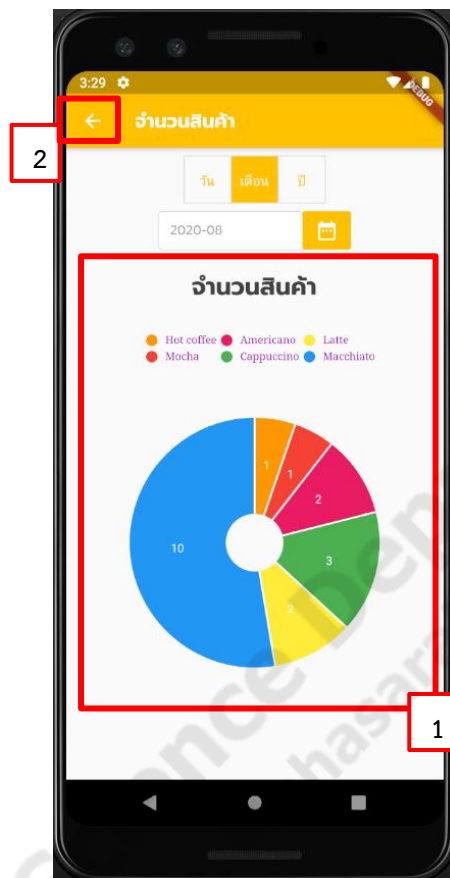 3:29
DEBUG
จำนวนสินค้า
2
วัน เดือน ปี
2020-08
จำนวนสินค้า
Hot coffee Americano Latte
Mocha Cappuccino Macchiato
1
1
2
10
3
2
1